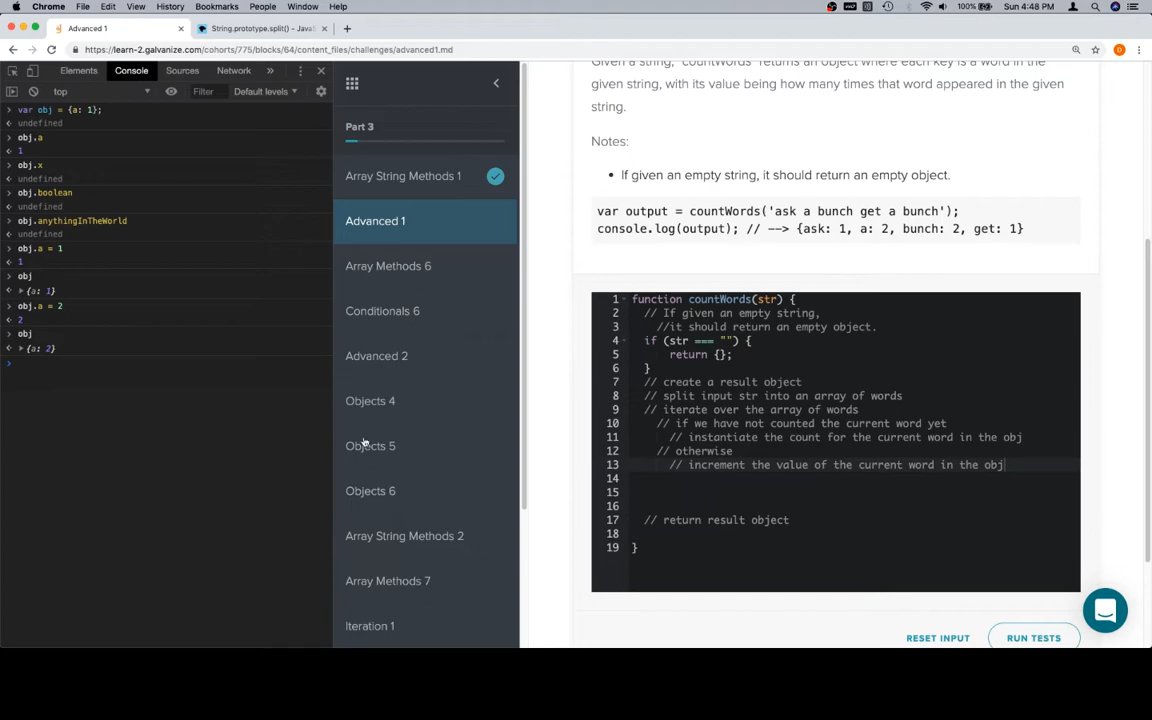 Chrome File Edit View History Bookmarks People Window Help
100% Sun 4:48 PM
Advanced 1
String.prototype.split() - JavaS
https://learn-2.galvanize.com/cohorts/775/blocks/64/content_files/challenges/advanced1.md
Elements Console Sources Network
top Filter Default levels
var obj = {a: 1};
undefined
obj.a
1
obj.x
undefined
obj.boolean
undefined
obj.anythingInTheWorld
undefined
obj.a = 1
1
obj
{a: 1}
obj.a = 2
2
obj
{a: 2}
Part 3
Array String Methods 1
Advanced 1
Array Methods 6
Conditionals 6
Advanced 2
Objects 4
Objects 5
Objects 6
Array String Methods 2
Array Methods 7
Iteration 1
Given a string, "countWords" returns an object where each key is a word in the
given string, with its value being how many times that word appeared in the given
string.
Notes:
If given an empty string, it should return an empty object.
var output = countWords('ask a bunch get a bunch');
console.log(output); // --> {ask: 1, a: 2, bunch: 2, get: 1}
1 function countWords(str) {
2 // If given an empty string,
3 //it should return an empty object.
4 if (str === "") {
5 return {};
6 }
7 // create a result object
8 // split input str into an array of words
9 // iterate over the array of words
10 // if we have not counted the current word yet
11 // instantiate the count for the current word in the obj
12 // otherwise
13 // increment the value of the current word in the obj
14
15
16
17 // return result object
18
19 }
RESET INPUT RUN TESTS